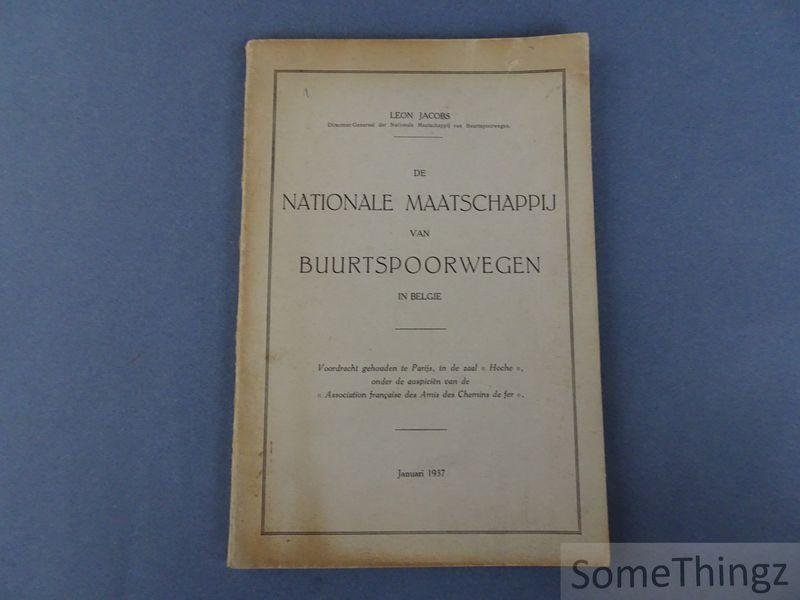 LEON JACOBS
Directeur-Generaal der Nationale Maatschappij van Buurtspoorwegen.
DE
NATIONALE MAATSCHAPPIJ
VAN
BUURTSPOORWEGEN
IN BELGIE
Voordracht gehouden te Parijs, in de zaal « Hoche »,
onder de auspiciën van de
« Association française des Amis des Chemins de fer ».
Januari 1937
SomeThingz